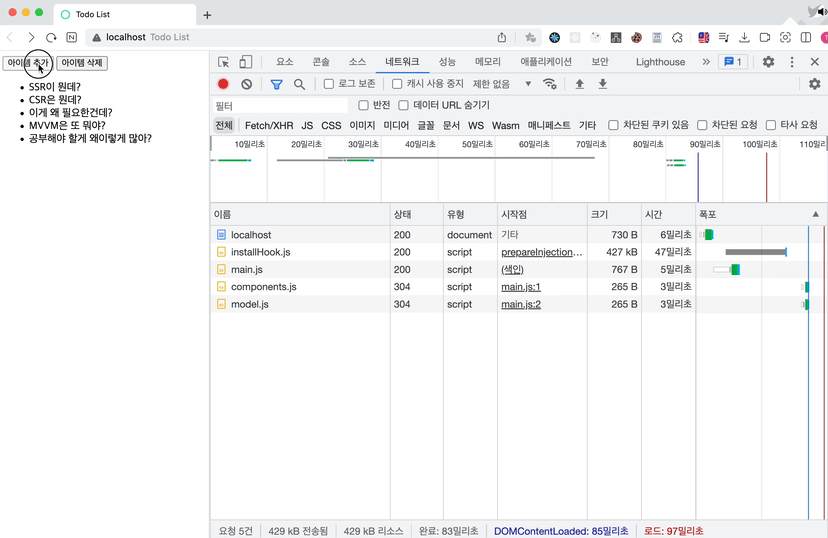 Todo List
localhost Todo List
아이템 추가 아이템 삭제
SSR이 뭔데?
CSR은 뭔데?
이게 왜 필요한건데?
MVVM은 또 뭐야?
공부해야 할게 왜이렇게 많아?
요소 콘솔 소스 네트워크 성능 메모리 애플리케이션 보안 Lighthouse » 1
로그 보존 캐시 사용 중지 제한 없음
필터 반전 데이터 URL 숨기기
전체 Fetch/XHR JS CSS 이미지 미디어 글꼴 문서 WS Wasm 매니페스트 기타 차단된 쿠키 있음 차단된 요청 타사 요청
10밀리초 20밀리초 30밀리초 40밀리초 50밀리초 60밀리초 70밀리초 80밀리초 90밀리초 100밀리초 110밀리
이름 상태 유형 시작점 크기 시간 폭포
localhost 200 document 기타 730 B 6밀리초
installHook.js 200 script prepareInjection... 427 kB 47밀리초
main.js 200 script (색인) 767 B 5밀리초
components.js 304 script main.js:1 265 B 3밀리초
model.js 304 script main.js:2 265 B 3밀리초
요청 5건 429 kB 전송됨 429 kB 리소스 완료: 83밀리초 DOMContentLoaded: 85밀리초 로드: 97밀리초